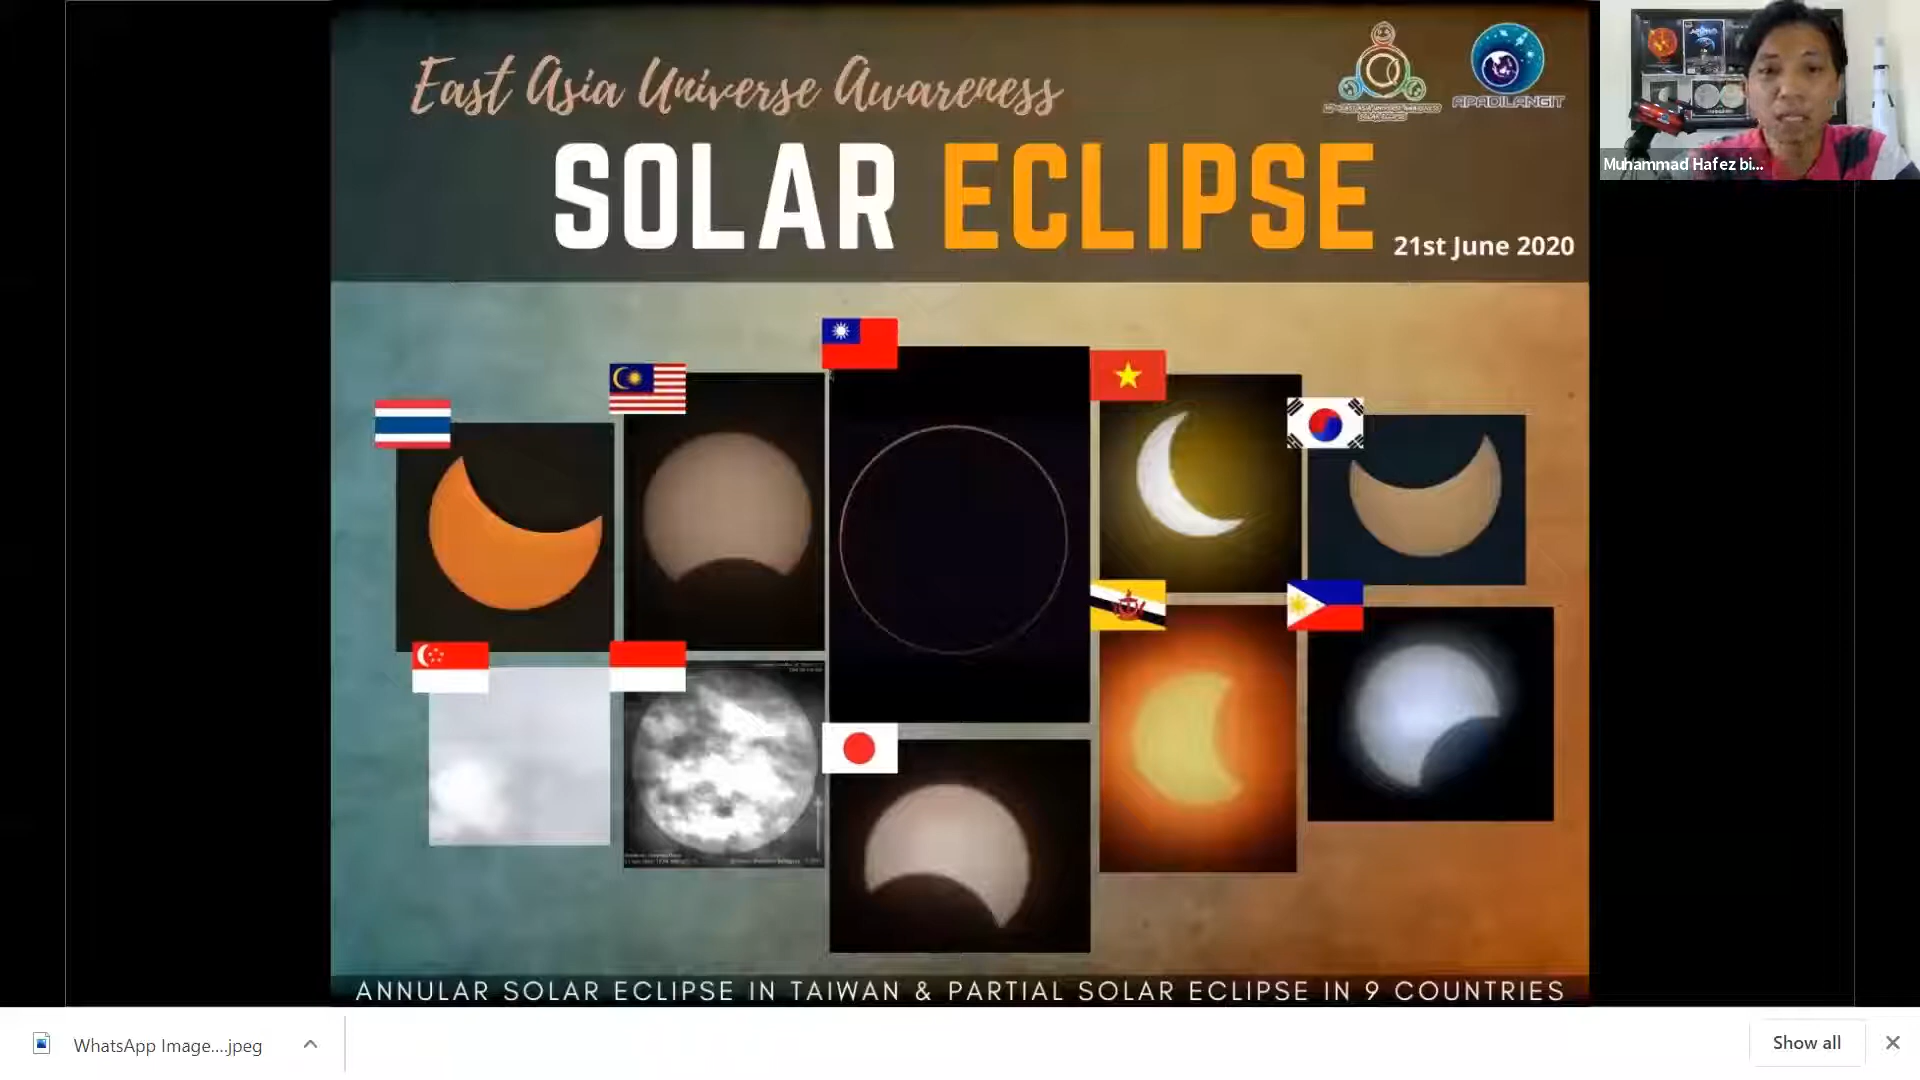 East Asia Universe Awareness
SOLAR ECLIPSE
21st June 2020
APADILANGIT
Muhammad Hafez bi...
ANNULAR SOLAR ECLIPSE IN TAIWAN & PARTIAL SOLAR ECLIPSE IN 9 COUNTRIES
WhatsApp Image....jpeg
Show all